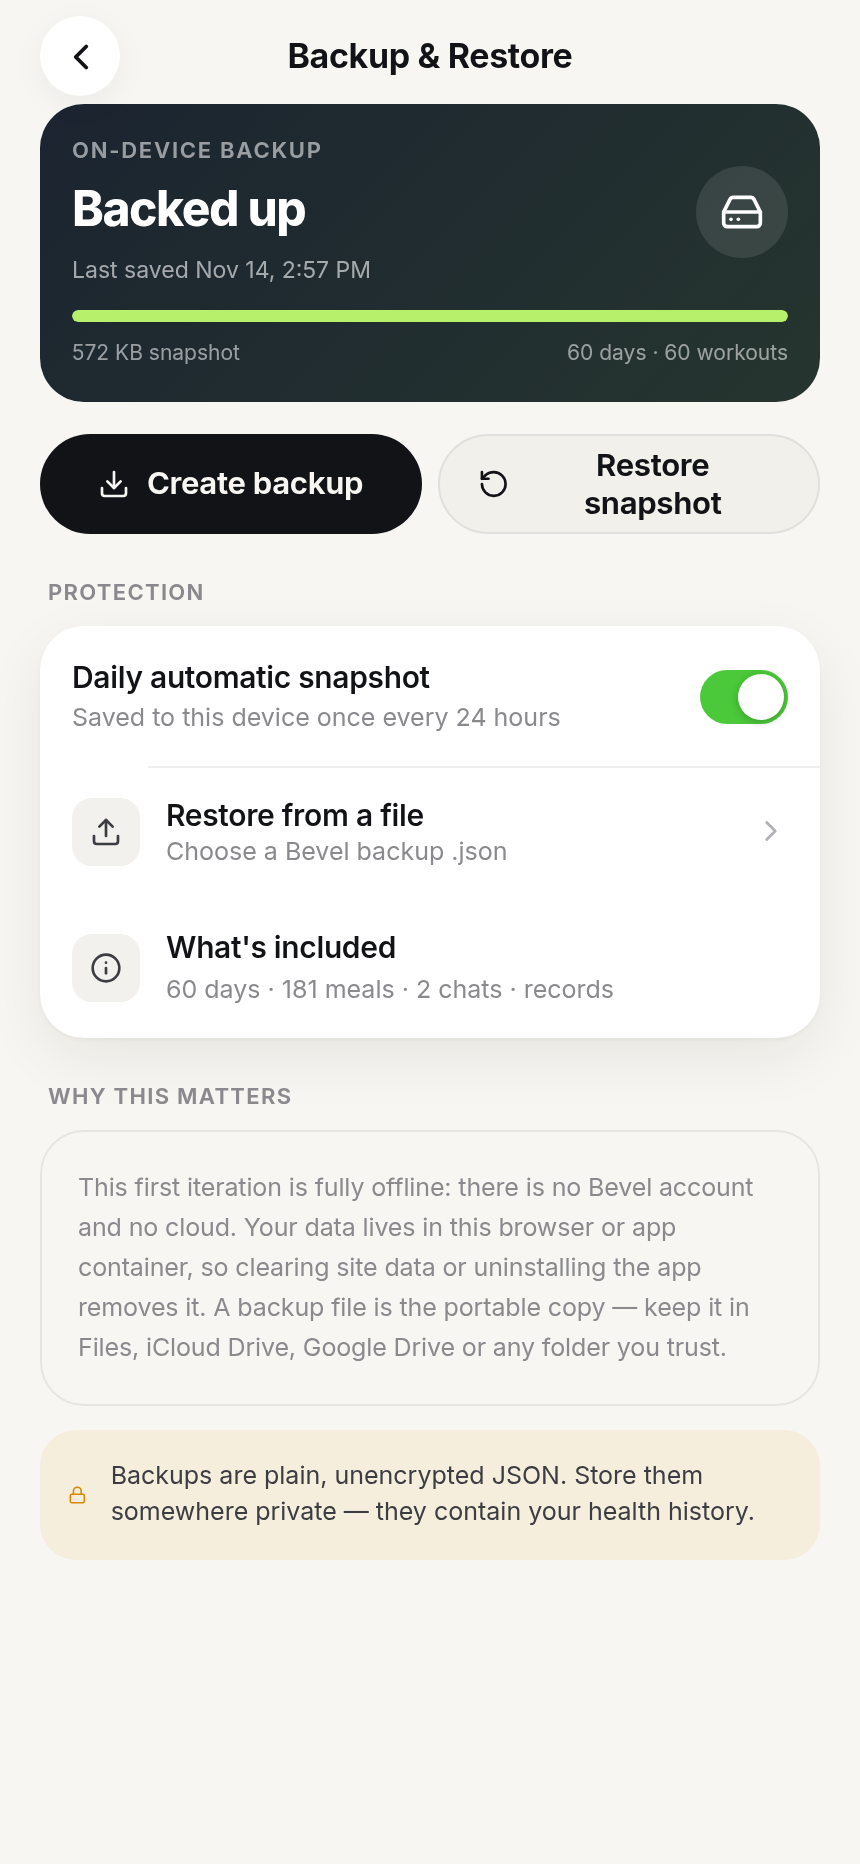 Backup & Restore
ON-DEVICE BACKUP
Backed up
Last saved Nov 14, 2:57 PM
572 KB snapshot
60 days · 60 workouts
Create backup
Restore
snapshot
PROTECTION
Daily automatic snapshot
Saved to this device once every 24 hours
Restore from a file
Choose a Bevel backup .json
What's included
60 days · 181 meals · 2 chats · records
WHY THIS MATTERS
This first iteration is fully offline: there is no Bevel account
and no cloud. Your data lives in this browser or app
container, so clearing site data or uninstalling the app
removes it. A backup file is the portable copy — keep it in
Files, iCloud Drive, Google Drive or any folder you trust.
Backups are plain, unencrypted JSON. Store them
somewhere private — they contain your health history.